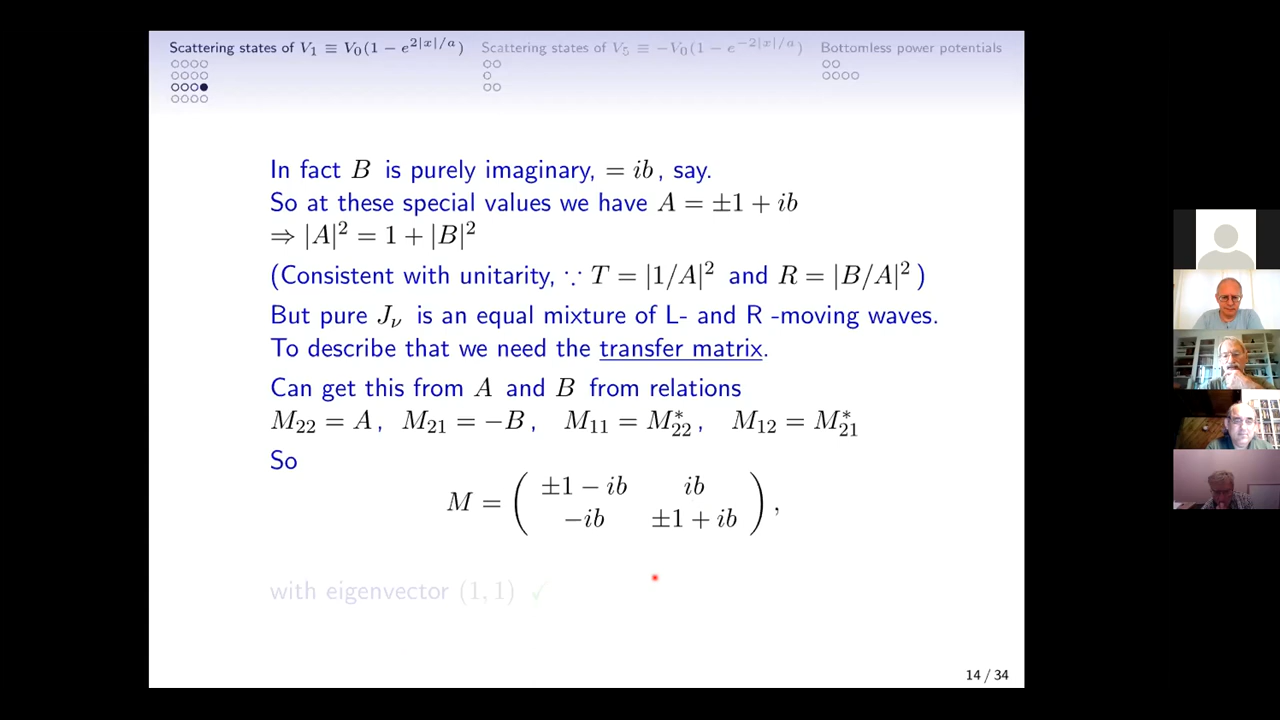 Scattering states of V₁ ≡ V₀(1 − e^{2|x|/a})
Scattering states of V₅ ≡ −V₀(1 − e^{−2|x|/a})
Bottomless power potentials
In fact B is purely imaginary, = ib, say.
So at these special values we have A = ±1 + ib
⇒ |A|² = 1 + |B|²
(Consistent with unitarity, ∵ T = |1/A|² and R = |B/A|²)
But pure J_ν is an equal mixture of L- and R -moving waves.
To describe that we need the transfer matrix.
Can get this from A and B from relations
M₂₂ = A, M₂₁ = −B, M₁₁ = M₂₂*, M₁₂ = M₂₁*
So
M = ( ±1 − ib ib
−ib ±1 + ib ) ,
with eigenvector (1, 1) ✓
14 / 34